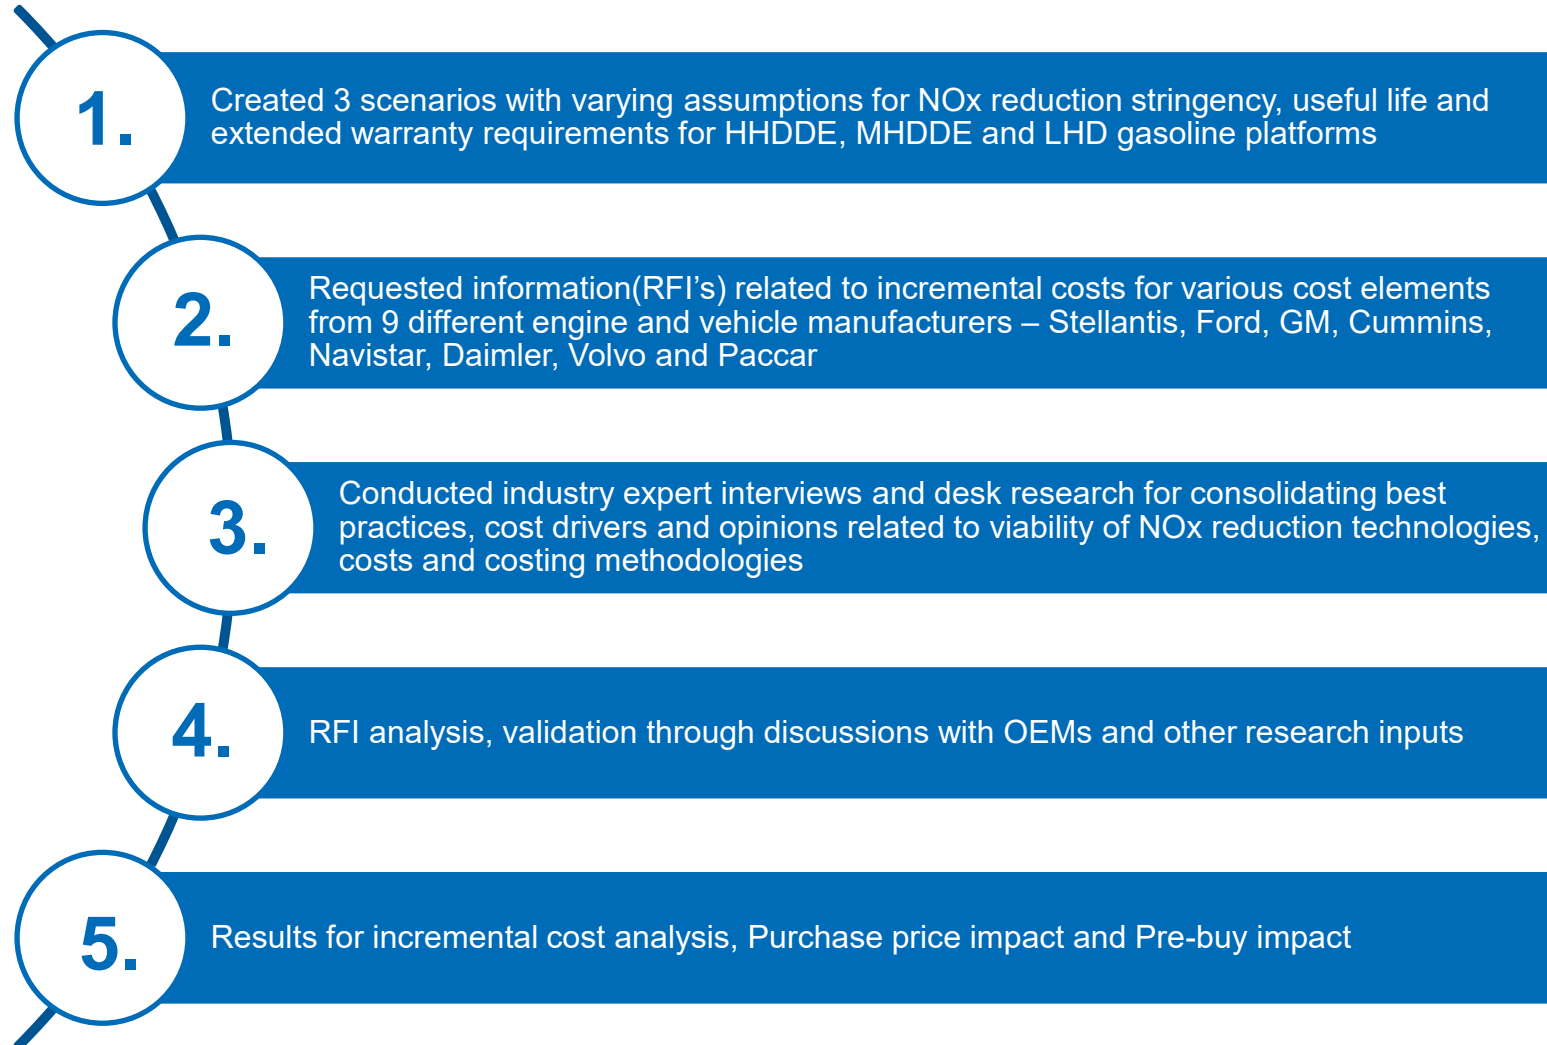 1.
Created 3 scenarios with varying assumptions for NOx reduction stringency, useful life and
extended warranty requirements for HHDDE, MHDDE and LHD gasoline platforms
2.
Requested information(RFI’s) related to incremental costs for various cost elements
from 9 different engine and vehicle manufacturers – Stellantis, Ford, GM, Cummins,
Navistar, Daimler, Volvo and Paccar
3.
Conducted industry expert interviews and desk research for consolidating best
practices, cost drivers and opinions related to viability of NOx reduction technologies,
costs and costing methodologies
4.
RFI analysis, validation through discussions with OEMs and other research inputs
5.
Results for incremental cost analysis, Purchase price impact and Pre-buy impact